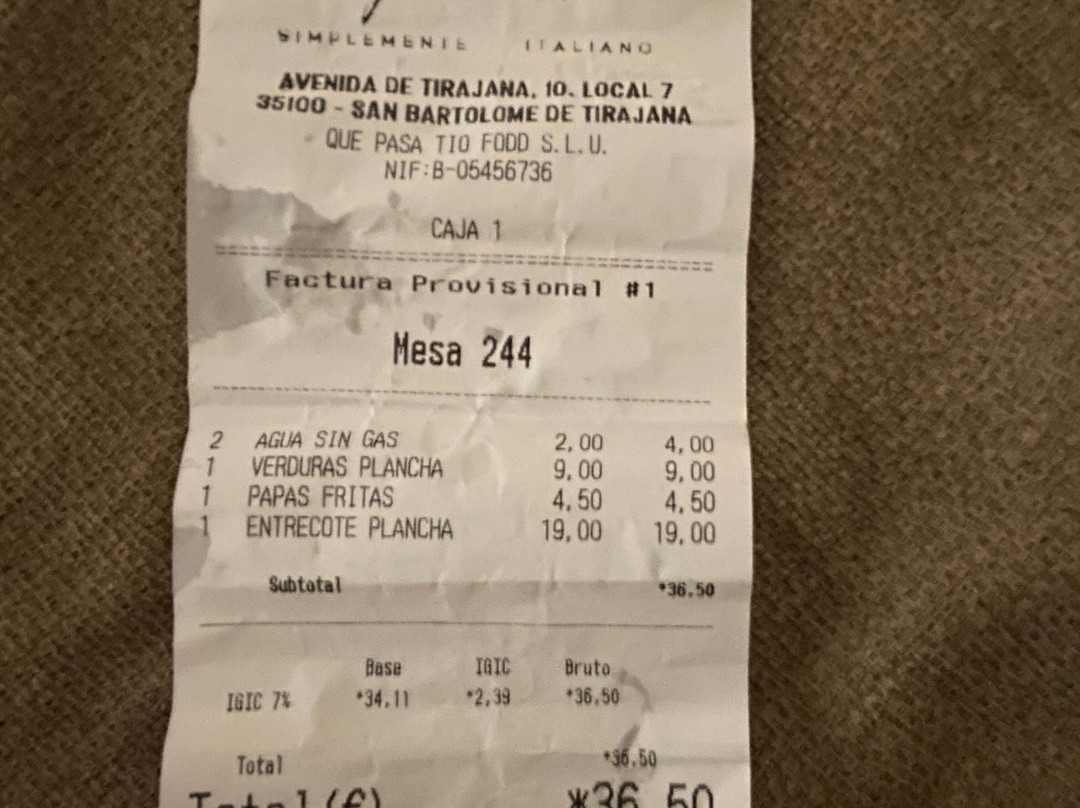 SIMPLEMENTE ITALIANO
AVENIDA DE TIRAJANA, 10. LOCAL 7
35100 - SAN BARTOLOME DE TIRAJANA
QUE PASA TIO FODD S.L.U.
NIF:B-05456736
CAJA 1
Factura Provisional #1
Mesa 244
2 AGUA SIN GAS 2,00 4,00
1 VERDURAS PLANCHA 9,00 9,00
1 PAPAS FRITAS 4,50 4,50
1 ENTRECOTE PLANCHA 19,00 19,00
Subtotal *36,50
Base IGIC Bruto
IGIC 7% *34,11 *2,39 *36,50
Total *36,50
Total (€) *36,50